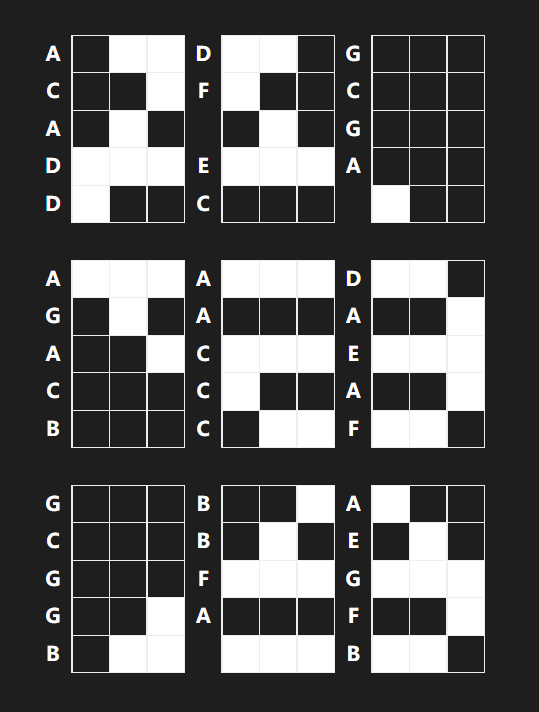 A D G
C F C
A G
D E A
D C
A A D
G A A
A C E
C C A
B C F
G B A
C B E
G F G
G A F
B B